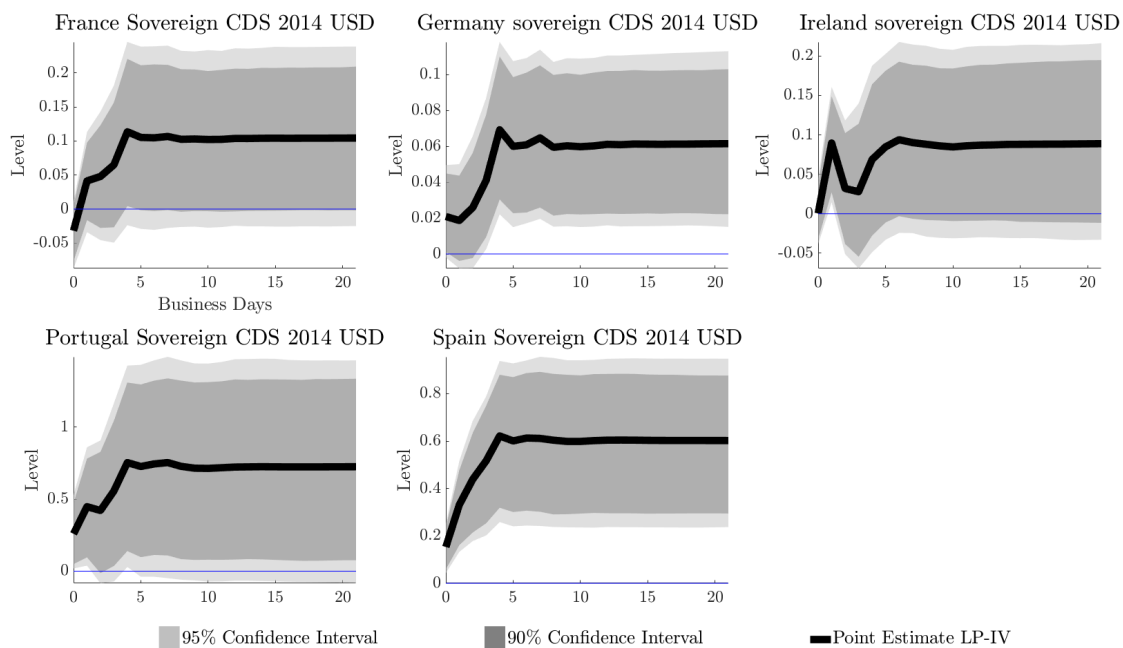 France Sovereign CDS 2014 USD
Germany sovereign CDS 2014 USD
Ireland sovereign CDS 2014 USD
Level
0.2
0.15
0.1
0.05
0
-0.05
0 5 10 15 20
Business Days
Level
0.1
0.08
0.06
0.04
0.02
0
0 5 10 15 20
Level
0.2
0.15
0.1
0.05
0
-0.05
0 5 10 15 20
Portugal Sovereign CDS 2014 USD
Spain Sovereign CDS 2014 USD
Level
1
0.5
0
0 5 10 15 20
Level
0.8
0.6
0.4
0.2
0
0 5 10 15 20
95% Confidence Interval
90% Confidence Interval
Point Estimate LP-IV